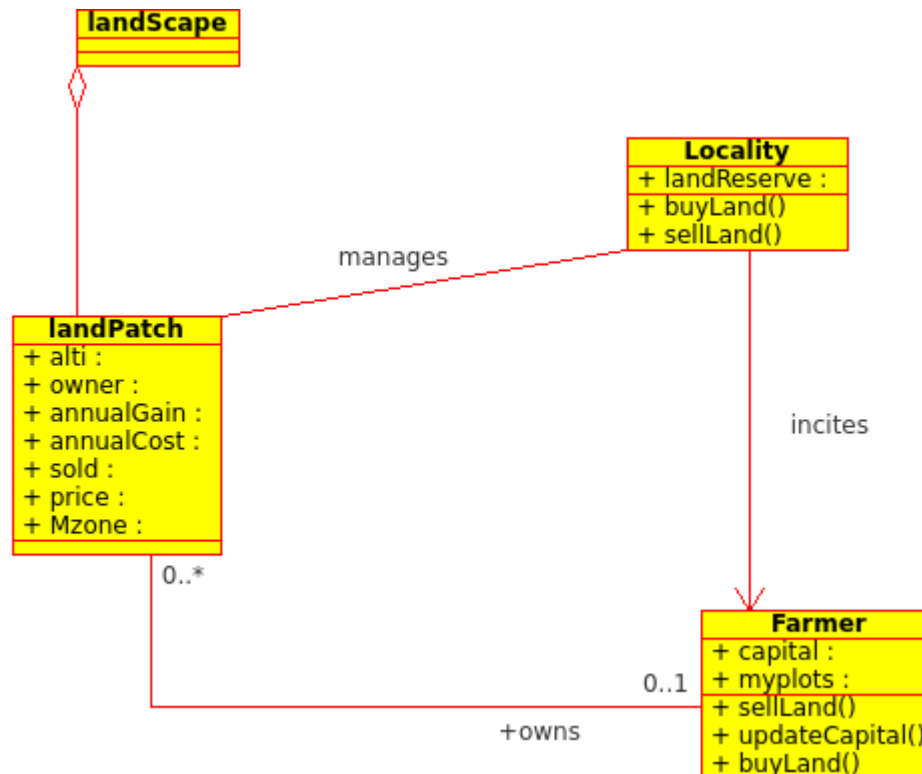 landScape
Locality
+ landReserve :
+ buyLand()
+ sellLand()
manages
landPatch
+ alti :
+ owner :
+ annualGain :
+ annualCost :
+ sold :
+ price :
+ Mzone :
incites
0..*
Farmer
+ capital :
+ myplots :
+ sellLand()
+ updateCapital()
+ buyLand()
0..1
+owns